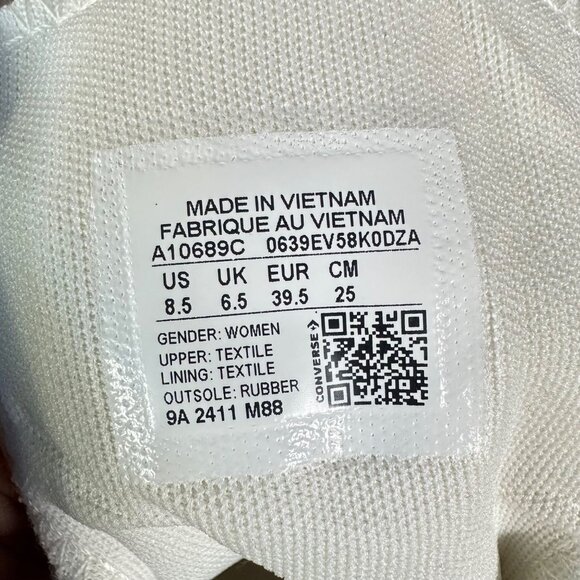 MADE IN VIETNAM
FABRIQUE AU VIETNAM
A10689C 0639EV58K0DZA
US UK EUR CM
8.5 6.5 39.5 25
GENDER: WOMEN
UPPER: TEXTILE
LINING: TEXTILE
OUTSOLE: RUBBER
9A 2411 M88
CONVERSE